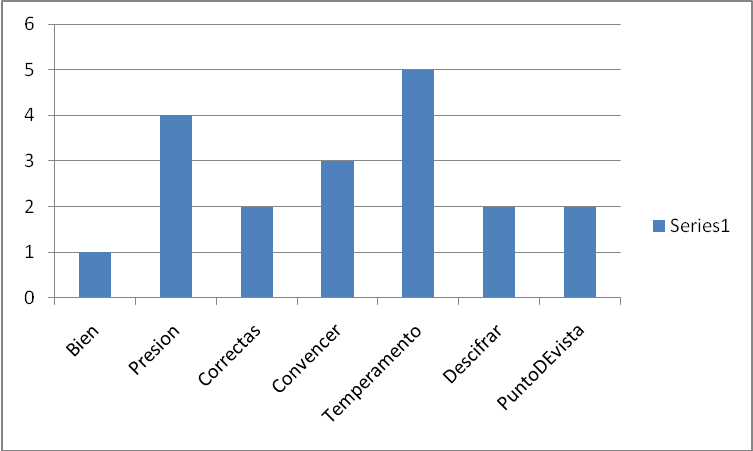 6
5
4
3
2
1
0
Bien
Presion
Correctas
Convencer
Temperamento
Descifrar
PuntoDEvista
Series1